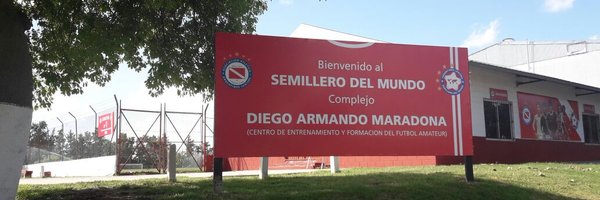 Bienvenido al
SEMILLERO DEL MUNDO
Complejo
DIEGO ARMANDO MARADONA
(CENTRO DE ENTRENAMIENTO Y FORMACION DEL FUTBOL AMATEUR)